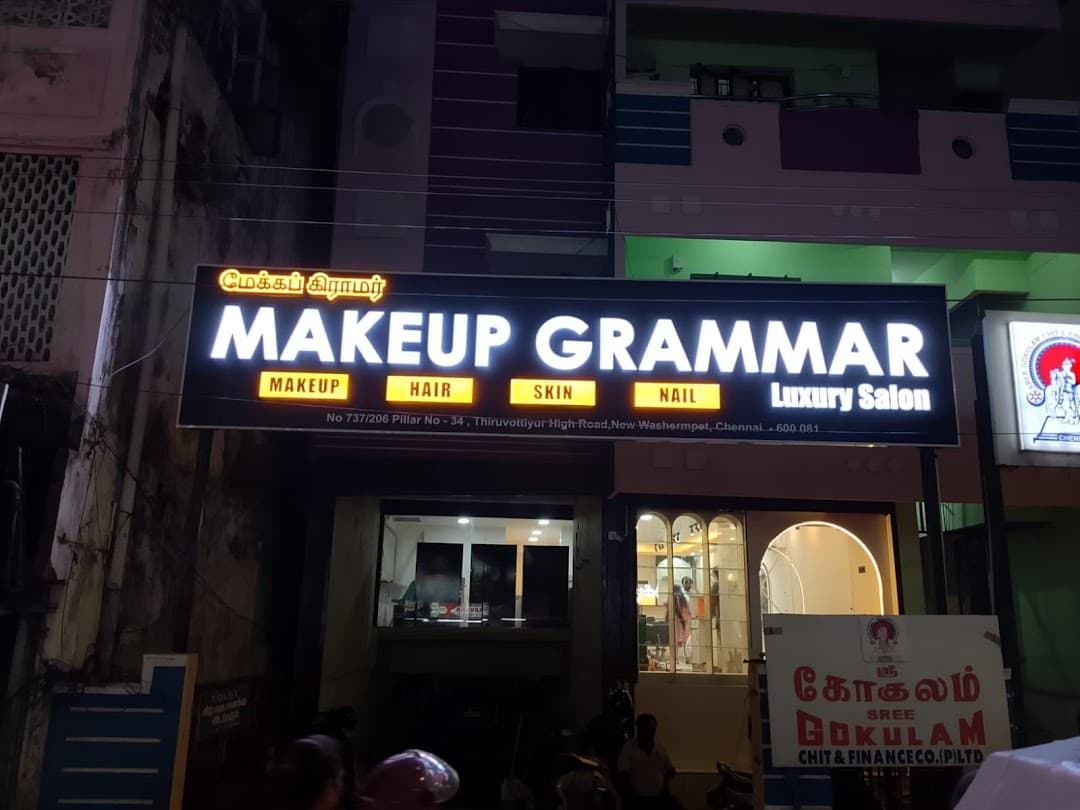 மேக்கப் கிராமர்
MAKEUP GRAMMAR
MAKEUP HAIR SKIN NAIL
Luxury Salon
No 737/206 Pillar No - 34 , Thiruvottiyur High Road,New Washermpet, Chennai - 600 081
ஸ்ரீ
கோகுலம்
SREE
GOKULAM
CHIT & FINANCE CO.(P)LTD